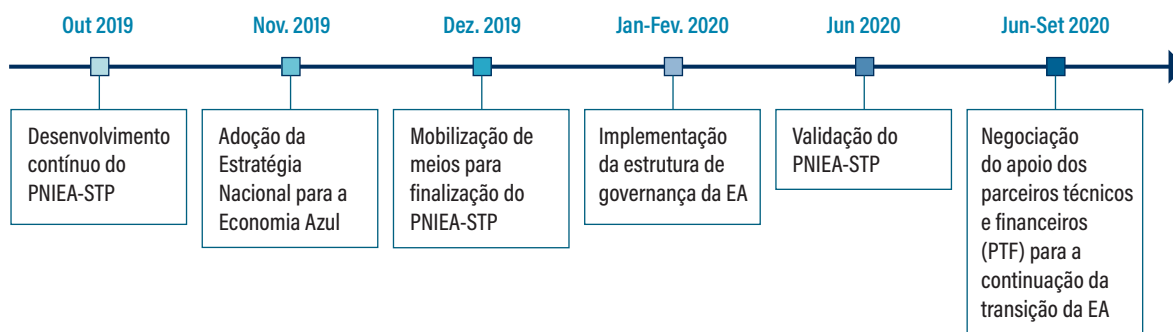 Out 2019
Desenvolvimento
contínuo do
PNIEA-STP
Nov. 2019
Adoção da
Estratégia
Nacional para a
Economia Azul
Dez. 2019
Mobilização de
meios para
finalização do
PNIEA-STP
Jan-Fev. 2020
Implementação
da estrutura de
governança da EA
Jun 2020
Validação do
PNIEA-STP
Jun-Set 2020
Negociação
do apoio dos
parceiros técnicos
e financeiros
(PTF) para a
continuação da
transição da EA